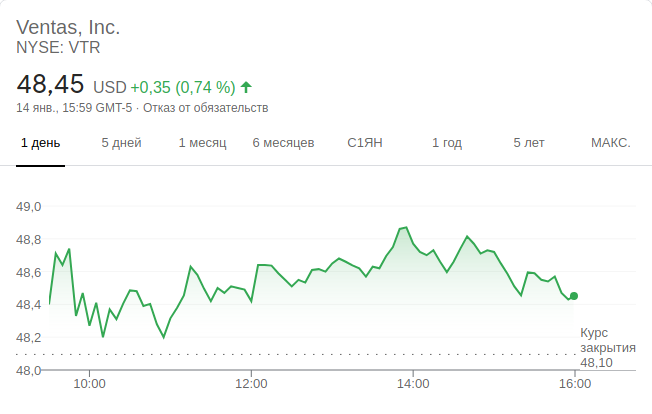 Ventas, Inc.
NYSE: VTR
48,45 USD +0,35 (0,74 %)
14 янв., 15:59 GMT-5 · Отказ от обязательств
1 день 5 дней 1 месяц 6 месяцев С1ЯН 1 год 5 лет МАКС.
49,0
48,8
48,6
48,4
48,2
48,0
Курс
закрытия
48,10
10:00 12:00 14:00 16:00